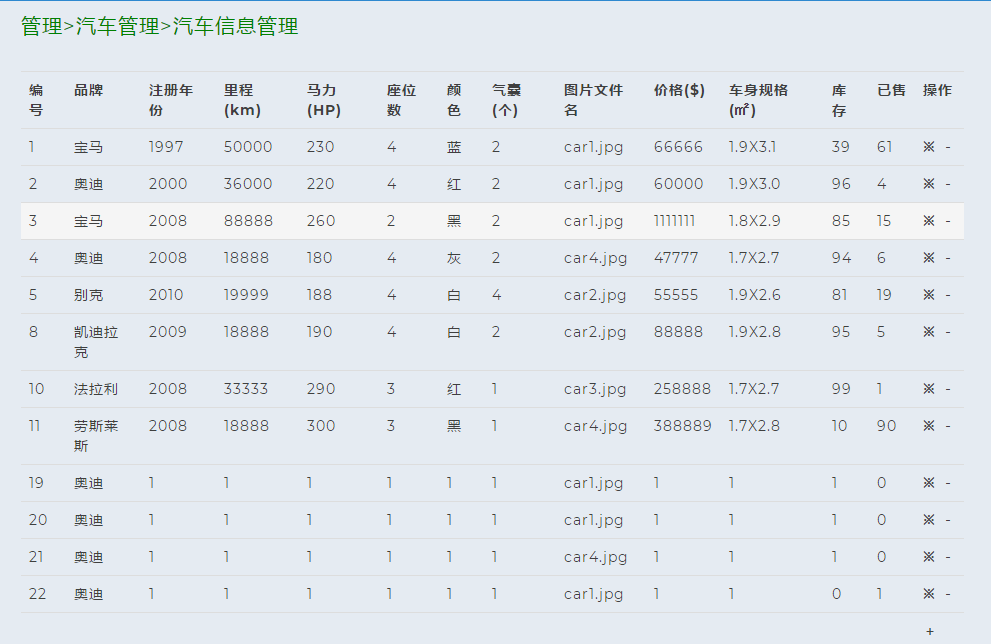 管理>汽车管理>汽车信息管理
编号 品牌 注册年份 里程(km) 马力(HP) 座位数 颜色 气囊(个) 图片文件名 价格($) 车身规格(㎡) 库存 已售 操作
1 宝马 1997 50000 230 4 蓝 2 car1.jpg 66666 1.9X3.1 39 61 ※ -
2 奥迪 2000 36000 220 4 红 2 car1.jpg 60000 1.9X3.0 96 4 ※ -
3 宝马 2008 88888 260 2 黑 2 car1.jpg 1111111 1.8X2.9 85 15 ※ -
4 奥迪 2008 18888 180 4 灰 2 car4.jpg 47777 1.7X2.7 94 6 ※ -
5 别克 2010 19999 188 4 白 4 car2.jpg 55555 1.9X2.6 81 19 ※ -
8 凯迪拉克 2009 18888 190 4 白 2 car2.jpg 88888 1.9X2.8 95 5 ※ -
10 法拉利 2008 33333 290 3 红 1 car3.jpg 258888 1.7X2.7 99 1 ※ -
11 劳斯莱斯 2008 18888 300 3 黑 1 car4.jpg 388889 1.7X2.8 10 90 ※ -
19 奥迪 1 1 1 1 1 1 car1.jpg 1 1 1 0 ※ -
20 奥迪 1 1 1 1 1 1 car1.jpg 1 1 1 0 ※ -
21 奥迪 1 1 1 1 1 1 car4.jpg 1 1 1 0 ※ -
22 奥迪 1 1 1 1 1 1 car1.jpg 1 1 0 1 ※ -
+